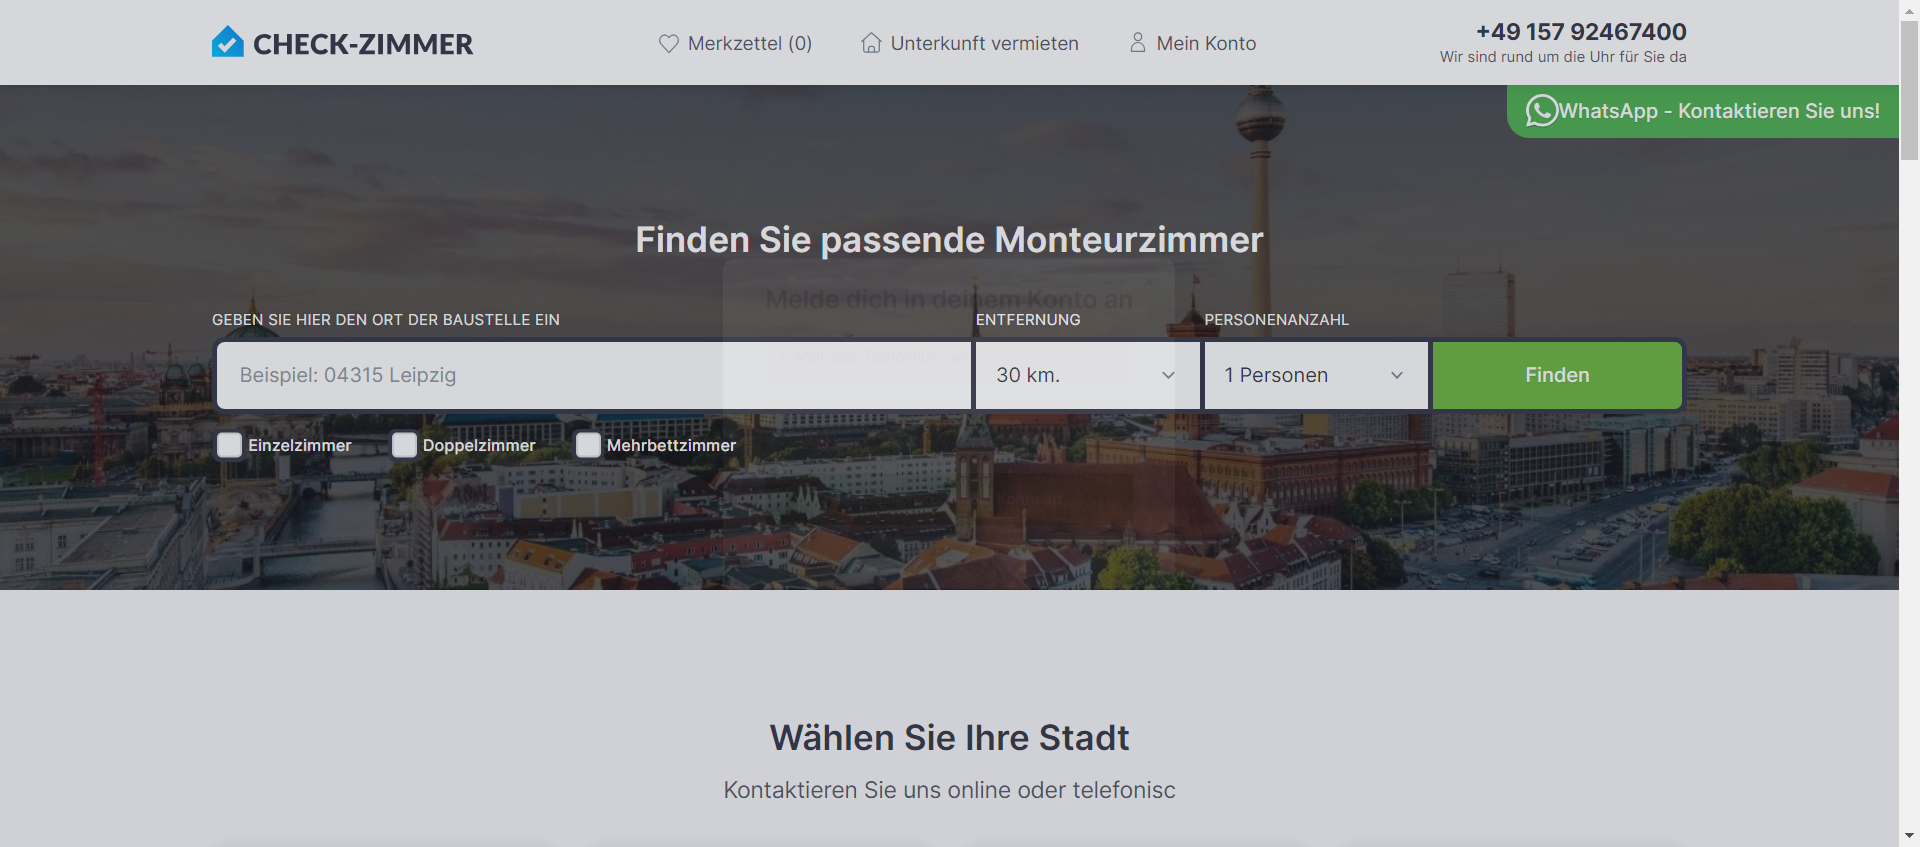 CHECK-ZIMMER
Merkzettel (0)
Unterkunft vermieten
Mein Konto
+49 157 92467400
Wir sind rund um die Uhr für Sie da
WhatsApp - Kontaktieren Sie uns!
Finden Sie passende Monteurzimmer
Melde dich in deinem Konto an
GEBEN SIE HIER DEN ORT DER BAUSTELLE EIN
ENTFERNUNG
PERSONENANZAHL
Beispiel: 04315 Leipzig
30 km.
1 Personen
Finden
Einzelzimmer
Doppelzimmer
Mehrbettzimmer
Wählen Sie Ihre Stadt
Kontaktieren Sie uns online oder telefonisc